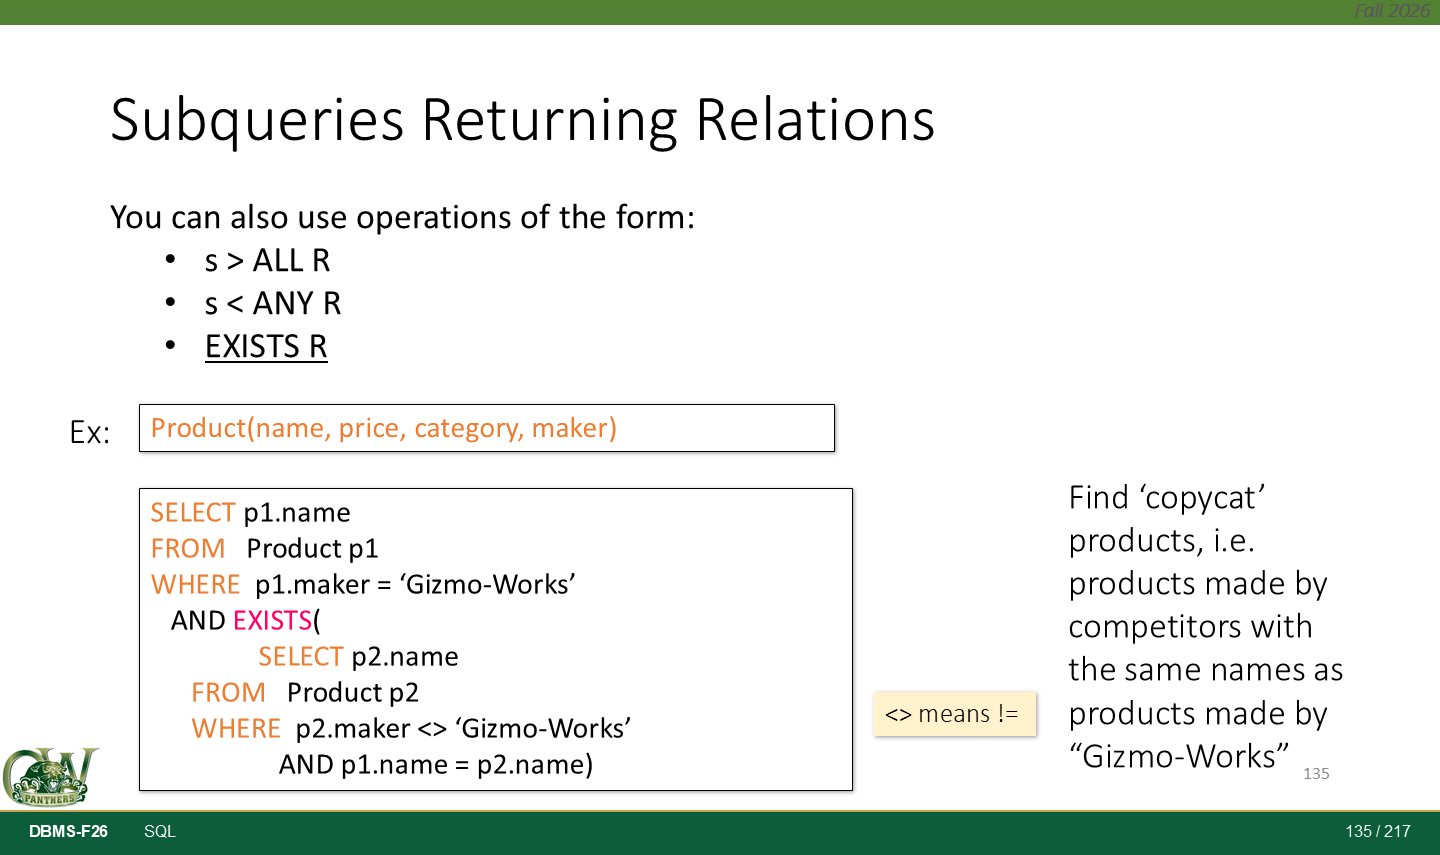 Fall 2026
Subqueries Returning Relations
You can also use operations of the form:
• s > ALL R
• s < ANY R
• EXISTS R
Ex:
Product(name, price, category, maker)
SELECT p1.name
FROM Product p1
WHERE p1.maker = ‘Gizmo-Works’
AND EXISTS(
SELECT p2.name
FROM Product p2
WHERE p2.maker <> ‘Gizmo-Works’
AND p1.name = p2.name)
<> means !=
Find ‘copycat’
products, i.e.
products made by
competitors with
the same names as
products made by
“Gizmo-Works”
135
CW
PANTHERS
DBMS-F26 SQL 135 / 217